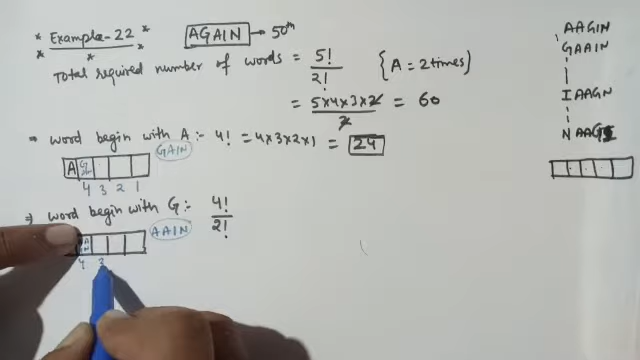 * Example-22 *
* * *
AGAIN → 50th
Total required number of words = 5!/2! {A = 2 times}
= 5×4×3×2/2 = 60
⇒ Word begin with A :- 4! = 4×3×2×1 = 24
GAIN
A
4 3 2 1
⇒ Word begin with G :- 4!/2!
AAIN
4 3
AAGIN
GAAIN
IAAGN
NAAGI